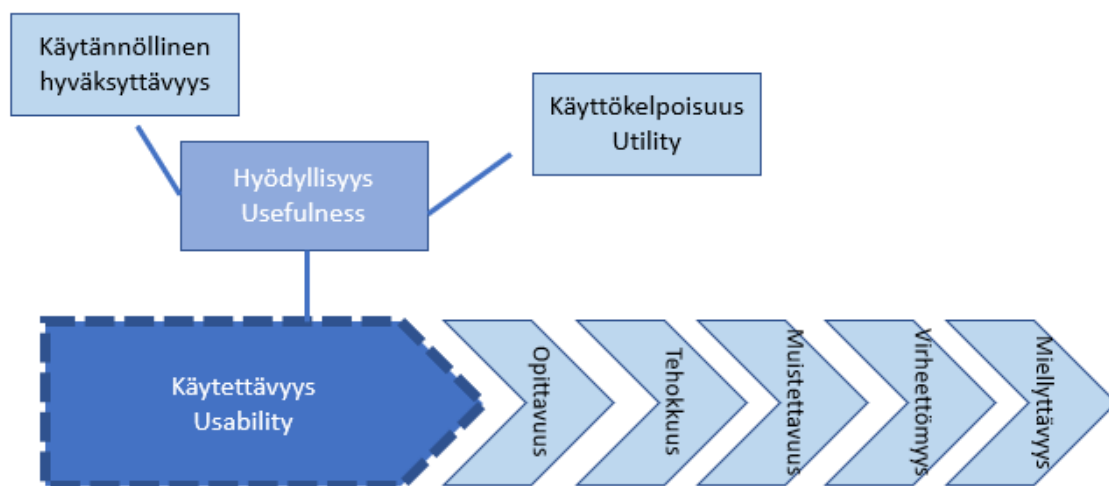 Käytännöllinen
hyväksyttävyys
Käyttökelpoisuus
Utility
Hyödyllisyys
Usefulness
Käytettävyys
Usability
Opittavuus
Tehokkuus
Muistettavuus
Virheettömyys
Miellyttävyys